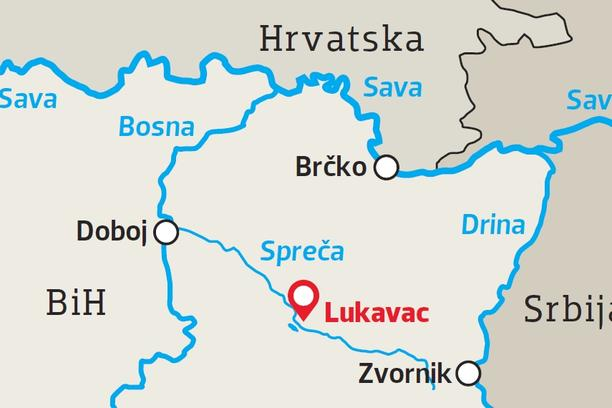 Hrvatska
Sava
Sava
Sav
Bosna
Brčko
Doboj
Drina
Spreča
BiH
Lukavac
Srbija
Zvornik